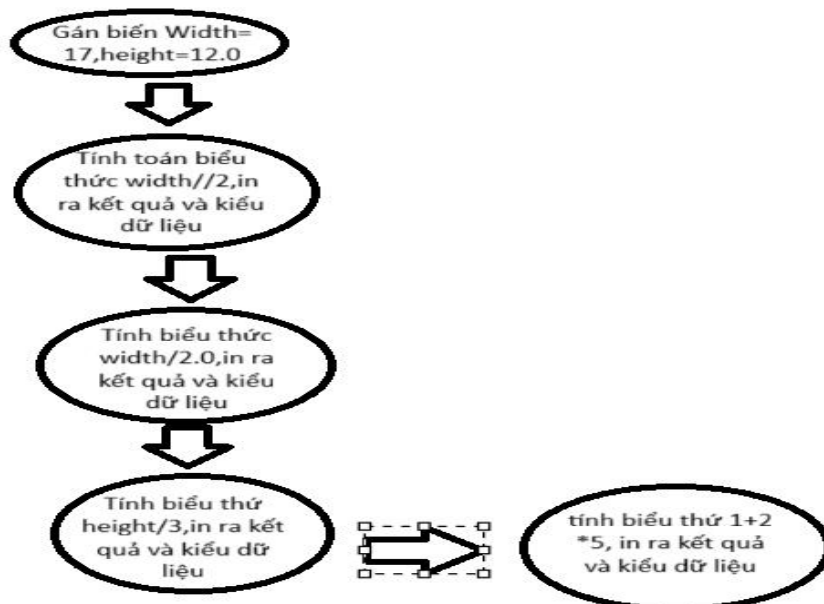 Gán biến Width=
17,height=12.0
Tính toán biểu
thức width//2,in
ra kết quả và kiểu
dữ liệu
Tính biểu thức
width/2.0,in ra
kết quả và kiểu
dữ liệu
Tính biểu thứ
height/3,in ra kết
quả và kiểu dữ
liệu
tính biểu thứ 1+2
*5, in ra kết quả
và kiểu dữ liệu